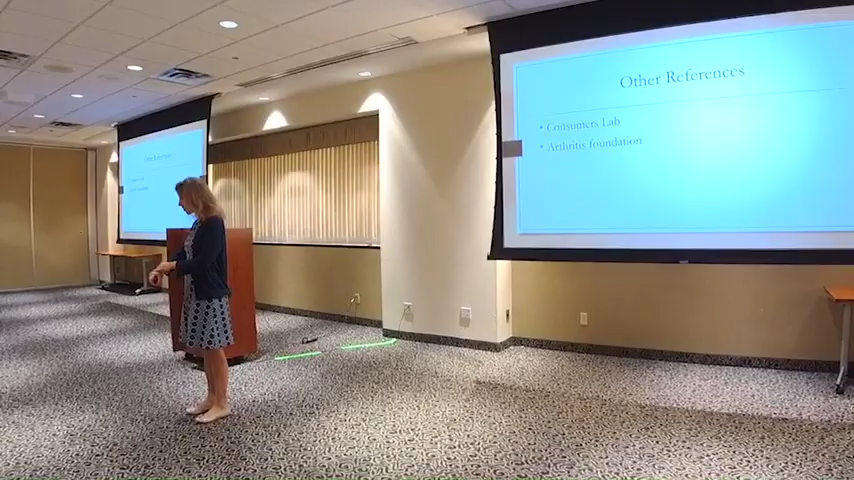 Other References
• Consumers Lab
• Arthritis foundation